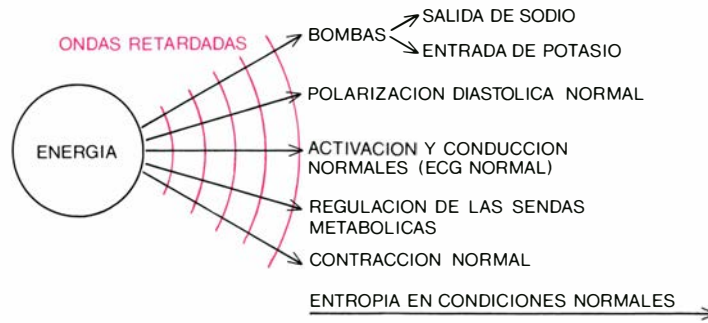 SALIDA DE SODIO
ONDAS RETARDADAS
BOMBAS
ENTRADA DE POTASIO
POLARIZACION DIASTOLICA NORMAL
ENERGIA
ACTIVACION Y CONDUCCION
NORMALES (ECG NORMAL)
REGULACION DE LAS SENDAS
METABOLICAS
CONTRACCION NORMAL
ENTROPIA EN CONDICIONES NORMALES